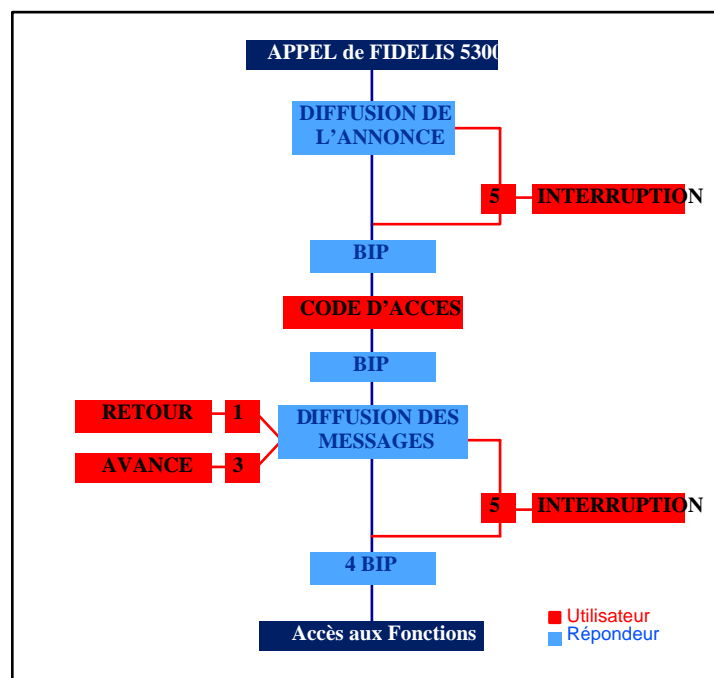 APPEL de FIDELIS 5300
DIFFUSION DE
L’ANNONCE
5
INTERRUPTION
BIP
CODE D’ACCES
BIP
RETOUR
1
DIFFUSION DES
MESSAGES
AVANCE
3
5
INTERRUPTION
4 BIP
Accès aux Fonctions
Utilisateur
Répondeur